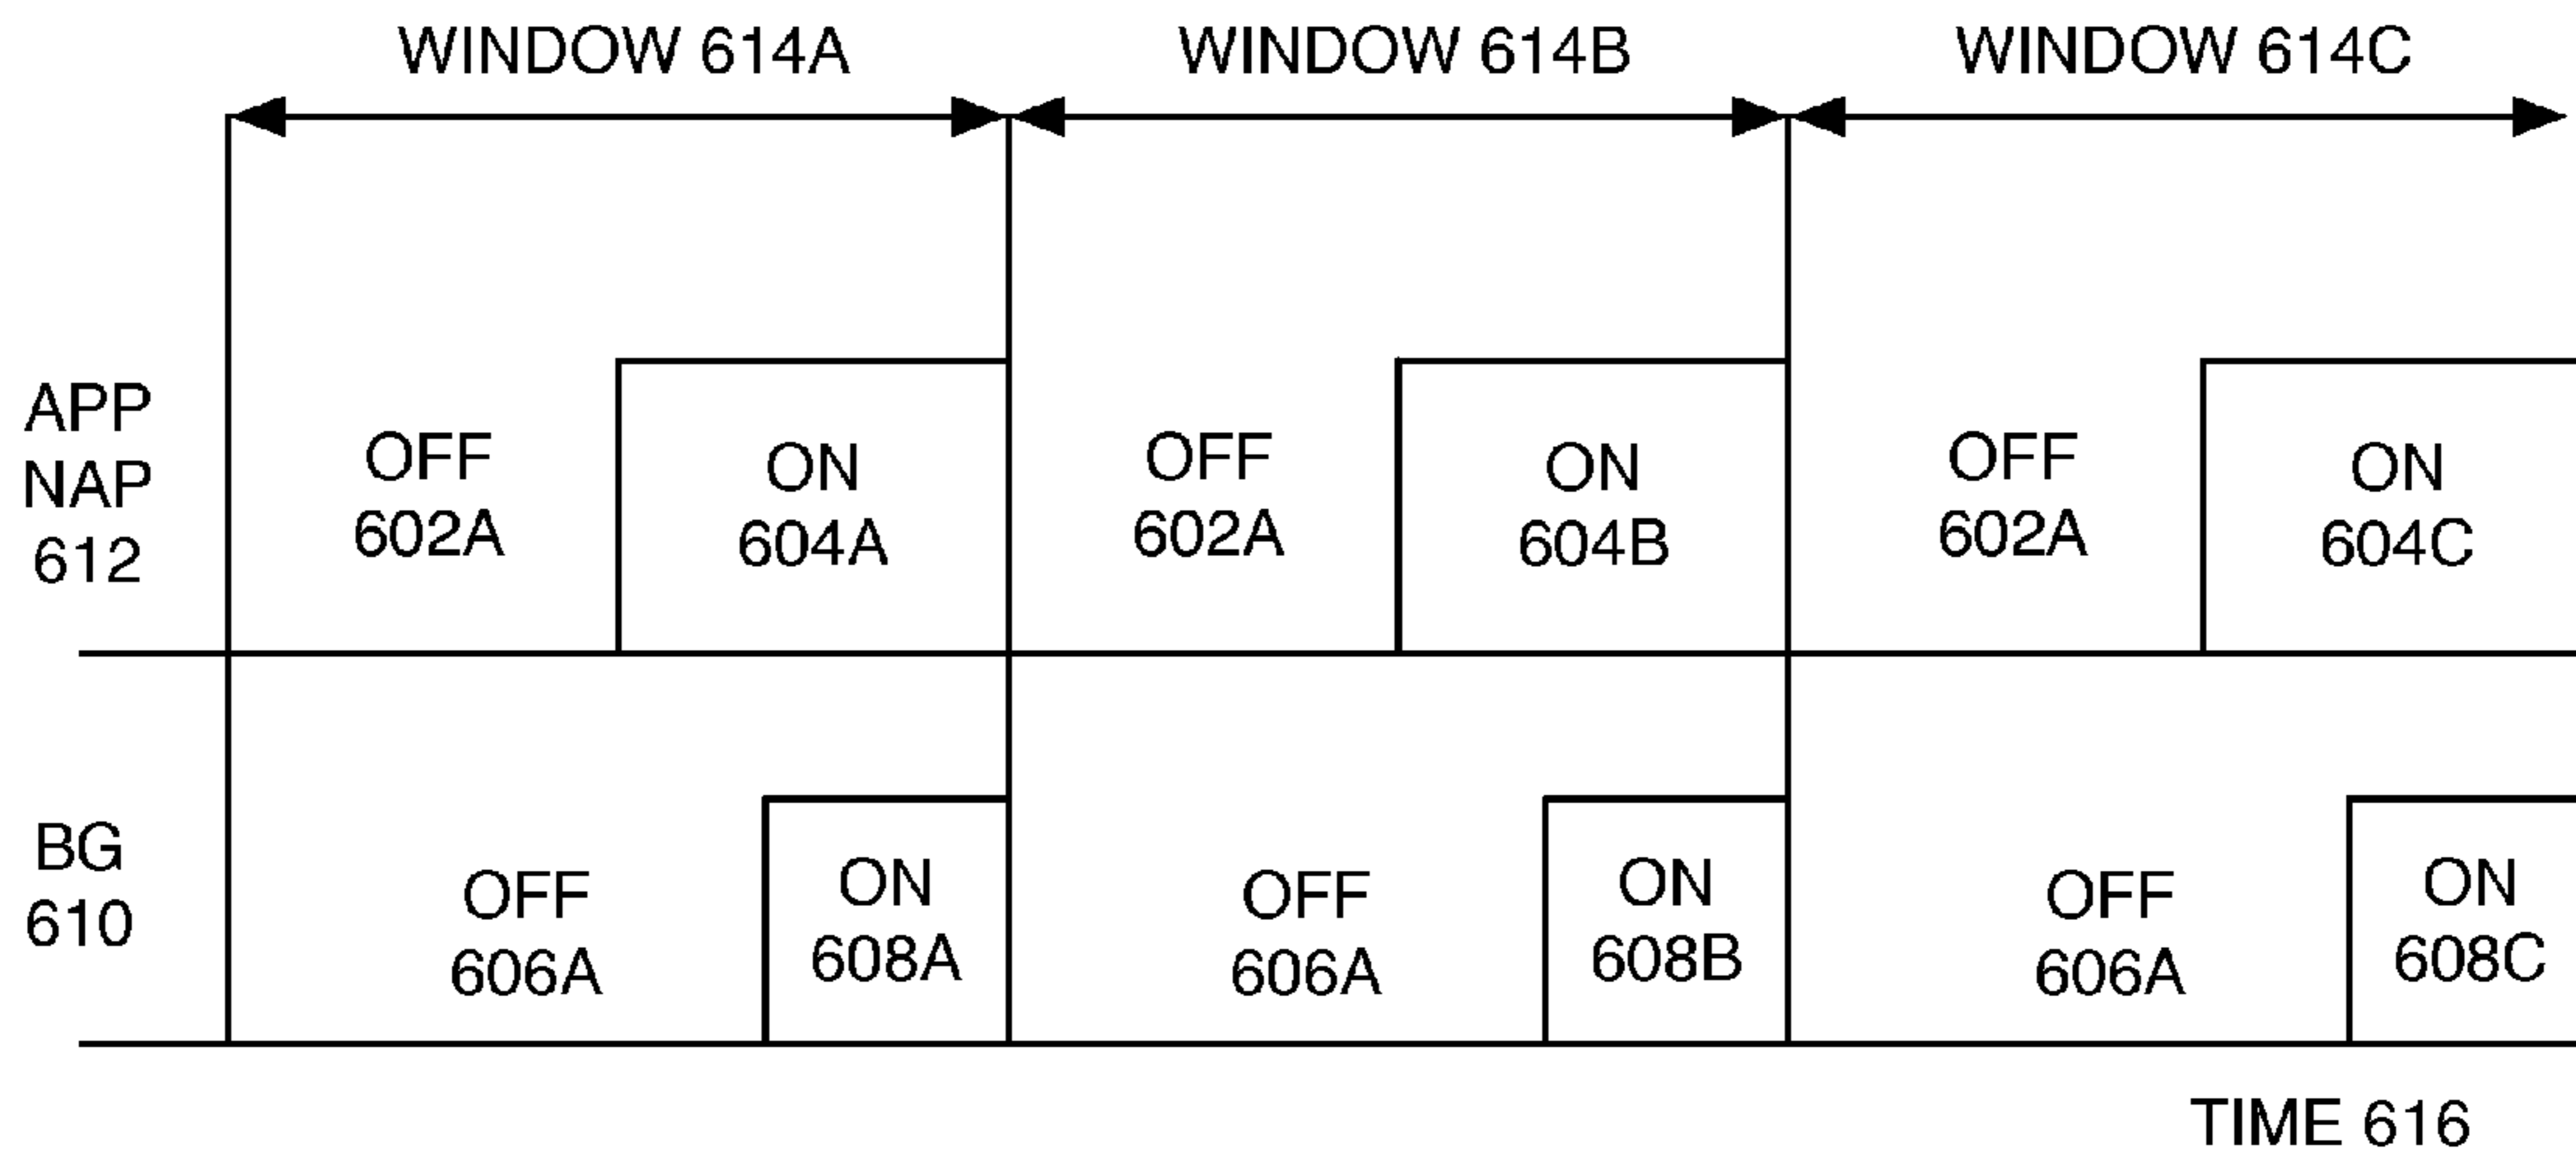 WINDOW 614A
WINDOW 614B
WINDOW 614C
APP
NAP
612
OFF
602A
ON
604A
OFF
602A
ON
604B
OFF
602A
ON
604C
BG
610
OFF
606A
ON
608A
OFF
606A
ON
608B
OFF
606A
ON
608C
TIME 616